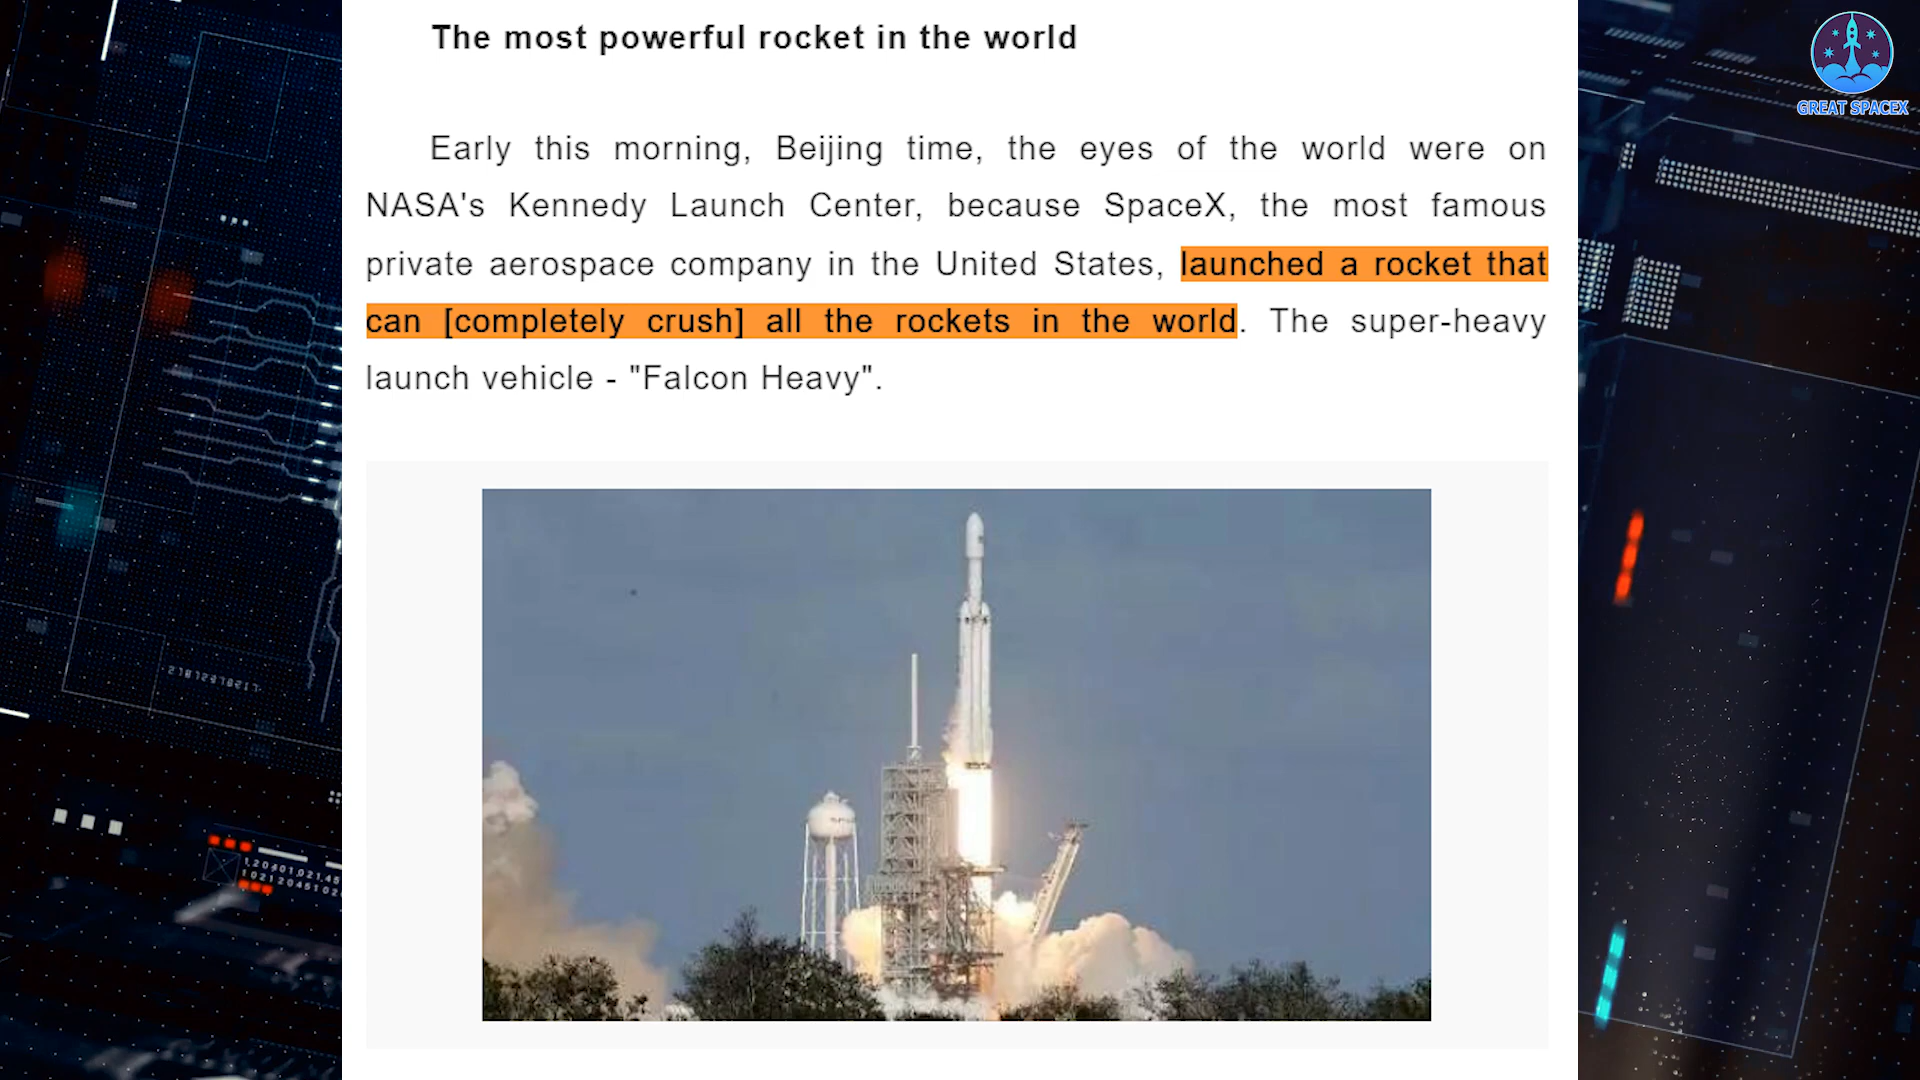 The most powerful rocket in the world
GREAT SPACEX
Early this morning, Beijing time, the eyes of the world were on
NASA's Kennedy Launch Center, because SpaceX, the most famous
private aerospace company in the United States, launched a rocket that
can [completely crush] all the rockets in the world. The super-heavy
launch vehicle - "Falcon Heavy".